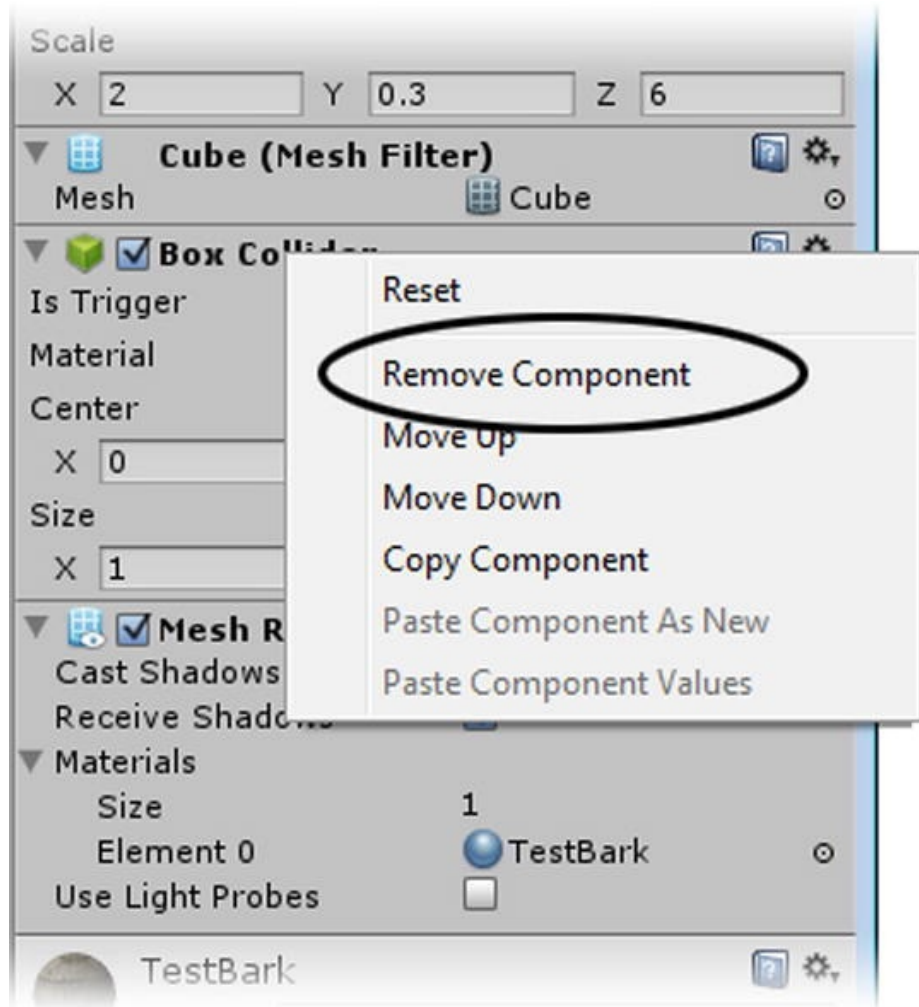 Scale
X 2 Y 0.3 Z 6
Cube (Mesh Filter)
Mesh Cube
Box Collider
Is Trigger
Reset
Material
Remove Component
Center
Move Up
X 0
Move Down
Size
Copy Component
X 1
Mesh R
Paste Component As New
Cast Shadows
Paste Component Values
Receive Shadows
Materials
Size 1
Element 0 TestBark
Use Light Probes
TestBark